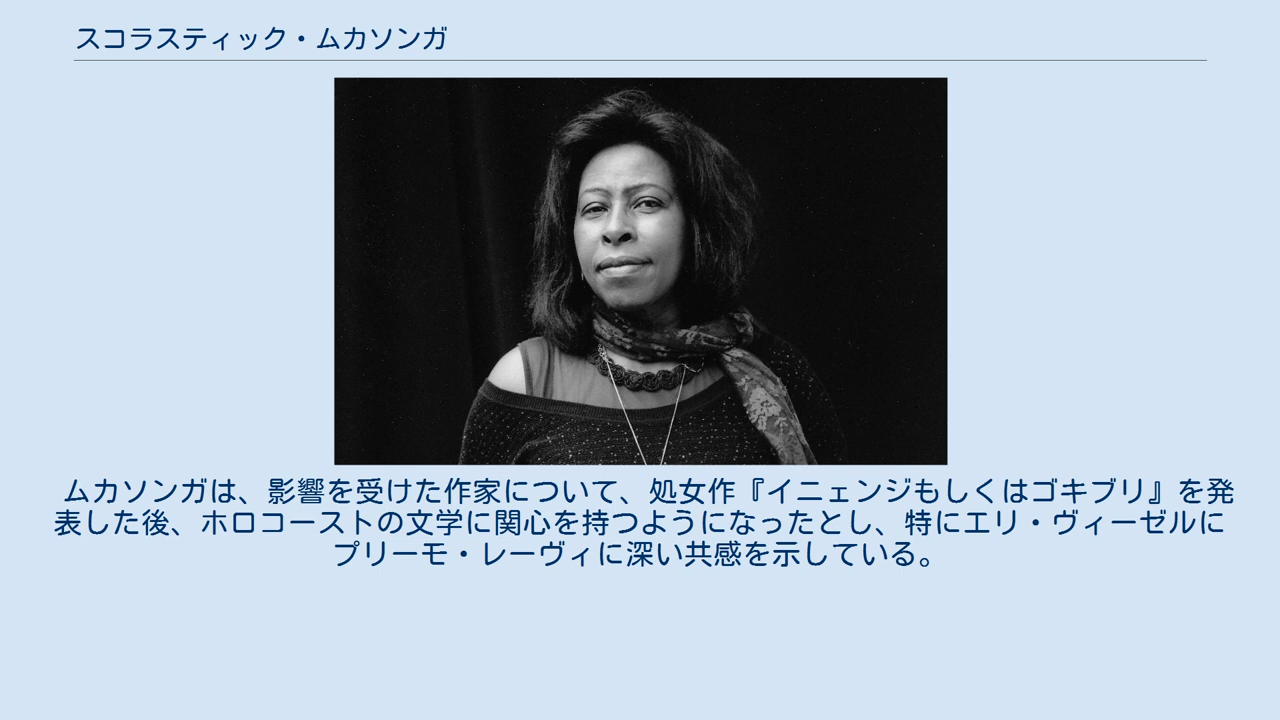 スコラスティック・ムカソンガ
ムカソンガは、影響を受けた作家について、処女作『イニェンジもしくはゴキブリ』を発
表した後、ホロコーストの文学に関心を持つようになったとし、特にエリ・ヴィーゼルに
プリーモ・レーヴィに深い共感を示している。